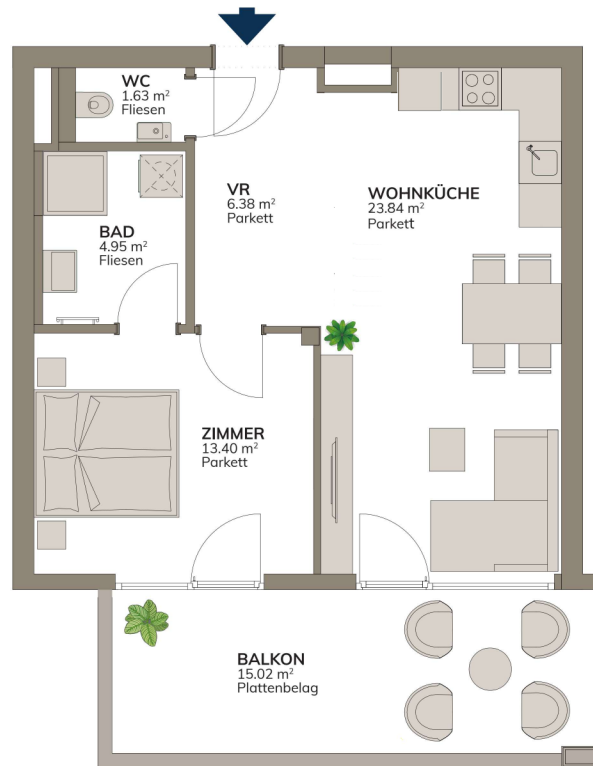 WC
1.63 m²
Fliesen
VR
6.38 m²
Parkett
WOHNKÜCHE
23.84 m²
Parkett
BAD
4.95 m²
Fliesen
ZIMMER
13.40 m²
Parkett
BALKON
15.02 m²
Plattenbelag